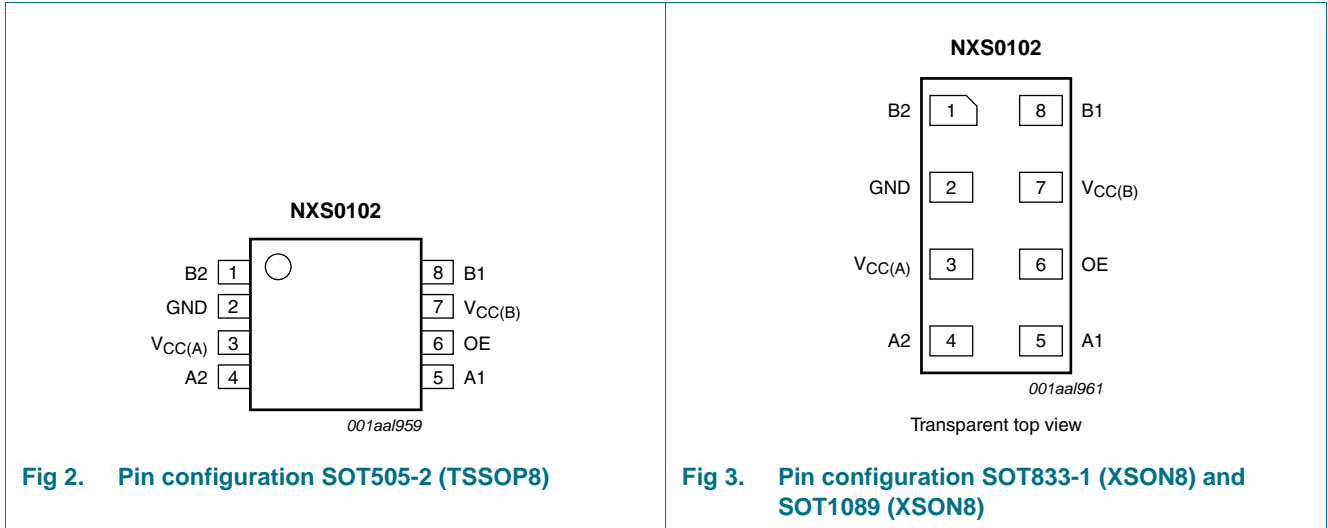 NXS0102
B2 1 8 B1
GND 2 7 VCC(B)
VCC(A) 3 6 OE
A2 4 5 A1
001aal959
Fig 2. Pin configuration SOT505-2 (TSSOP8)
NXS0102
B2 1 8 B1
GND 2 7 VCC(B)
VCC(A) 3 6 OE
A2 4 5 A1
001aal961
Transparent top view
Fig 3. Pin configuration SOT833-1 (XSON8) and
SOT1089 (XSON8)